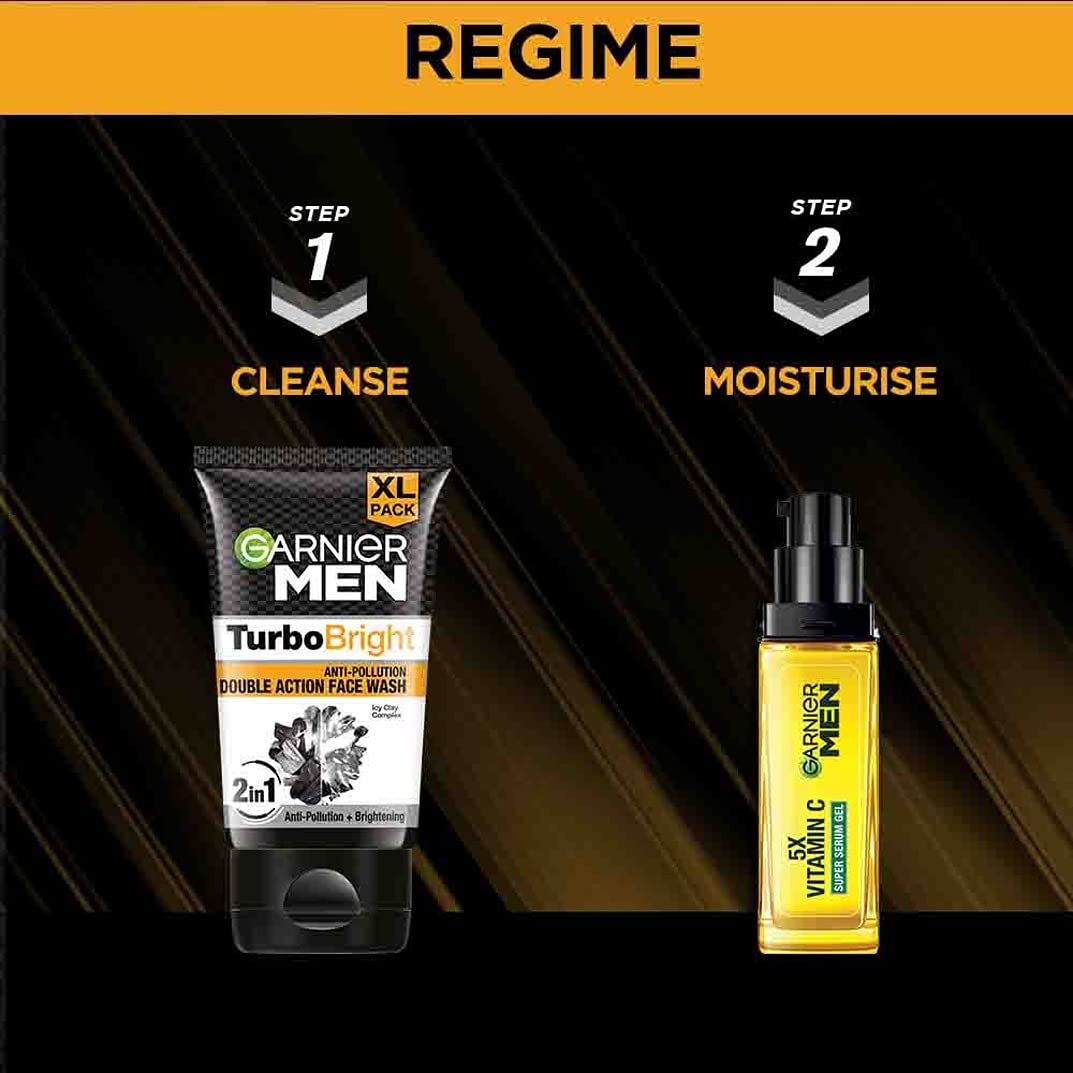 REGIME
STEP
1
CLEANSE
XL
PACK
GARNIER
MEN
TurboBright
ANTI-POLLUTION
DOUBLE ACTION FACE WASH
Icy Clay
Complex
2in1
Anti-Pollution + Brightening
STEP
2
MOISTURISE
GARNIER
MEN
5X
VITAMIN C
SUPER SERUM GEL